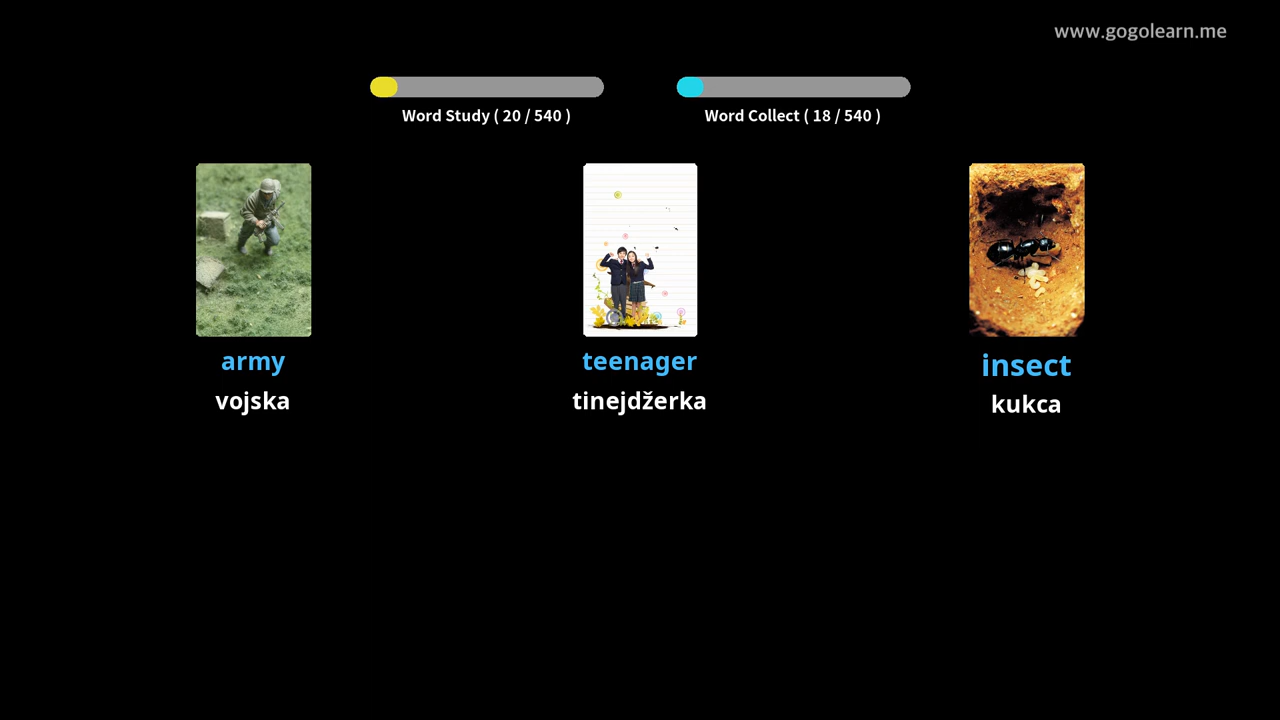 www.gogolearn.me
Word Study ( 20 / 540 )
Word Collect ( 18 / 540 )
army
vojska
teenager
tinejdžerka
insect
kukca